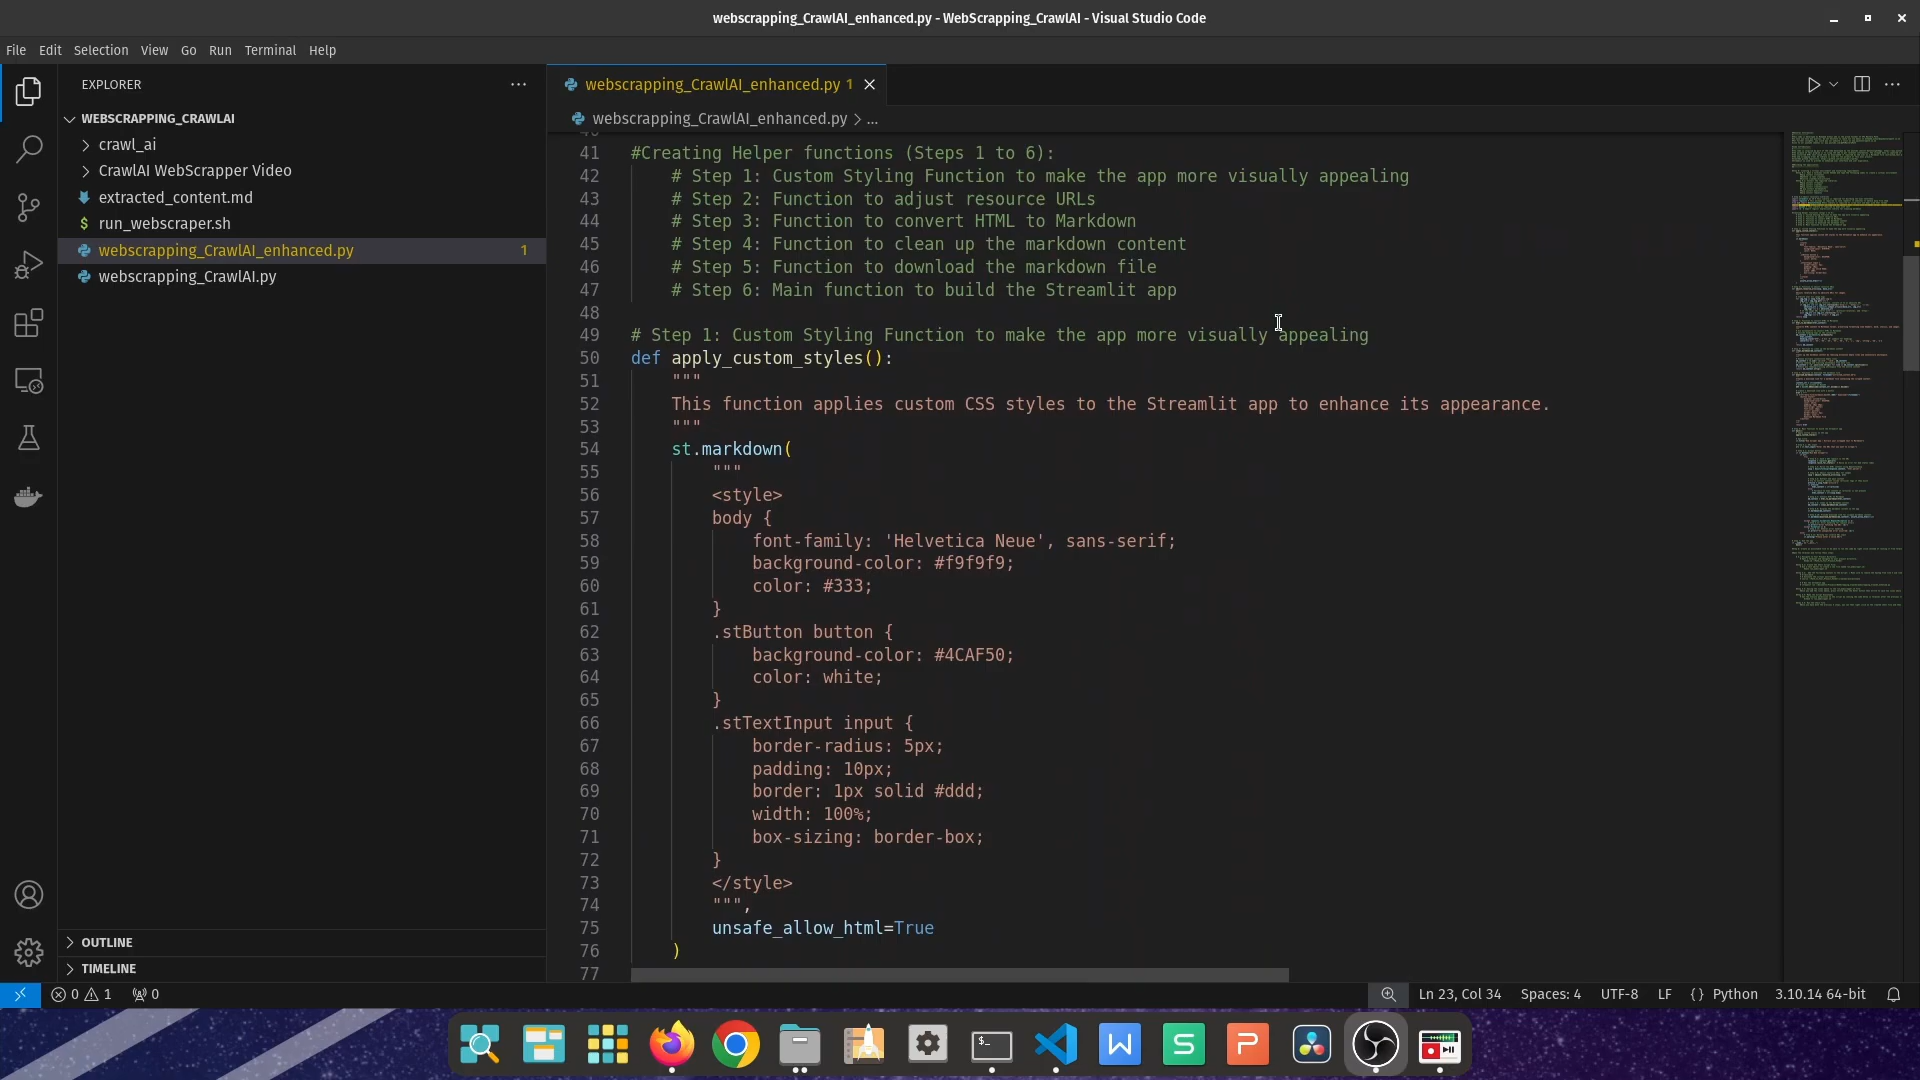 webscrapping_CrawlAI_enhanced.py - WebScrapping_CrawlAI - Visual Studio Code
File Edit Selection View Go Run Terminal Help
EXPLORER
WEBSCRAPPING_CRAWLAI
crawl_ai
CrawlAI WebScrapper Video
extracted_content.md
$ run_webscraper.sh
webscrapping_CrawlAI_enhanced.py 1
webscrapping_CrawlAI.py
OUTLINE
TIMELINE
webscrapping_CrawlAI_enhanced.py 1
webscrapping_CrawlAI_enhanced.py > ...
41 #Creating Helper functions (Steps 1 to 6):
42 # Step 1: Custom Styling Function to make the app more visually appealing
43 # Step 2: Function to adjust resource URLs
44 # Step 3: Function to convert HTML to Markdown
45 # Step 4: Function to clean up the markdown content
46 # Step 5: Function to download the markdown file
47 # Step 6: Main function to build the Streamlit app
48
49 # Step 1: Custom Styling Function to make the app more visually appealing
50 def apply_custom_styles():
51 """
52 This function applies custom CSS styles to the Streamlit app to enhance its appearance.
53 """
54 st.markdown(
55 """
56 <style>
57 body {
58 font-family: 'Helvetica Neue', sans-serif;
59 background-color: #f9f9f9;
60 color: #333;
61 }
62 .stButton button {
63 background-color: #4CAF50;
64 color: white;
65 }
66 .stTextInput input {
67 border-radius: 5px;
68 padding: 10px;
69 border: 1px solid #ddd;
70 width: 100%;
71 box-sizing: border-box;
72 }
73 </style>
74 """,
75 unsafe_allow_html=True
76 )
77
0 1 0 Ln 23, Col 34 Spaces: 4 UTF-8 LF {} Python 3.10.14 64-bit
$_ W S P